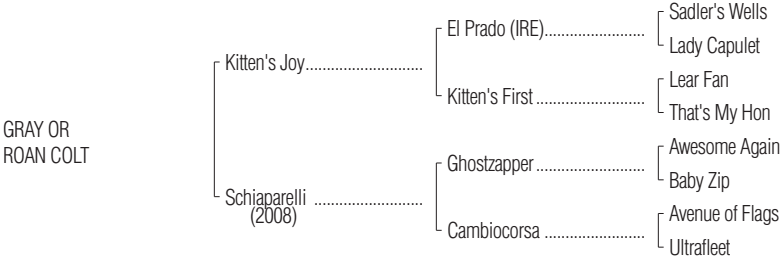 GRAY OR
ROAN COLT
Kitten's Joy............................
Schiaparelli ..........................
(2008)
El Prado (IRE)........................
Kitten's First ..........................
Ghostzapper ..........................
Cambiocorsa ........................
Sadler's Wells
Lady Capulet
Lear Fan
That's My Hon
Awesome Again
Baby Zip
Avenue of Flags
Ultrafleet